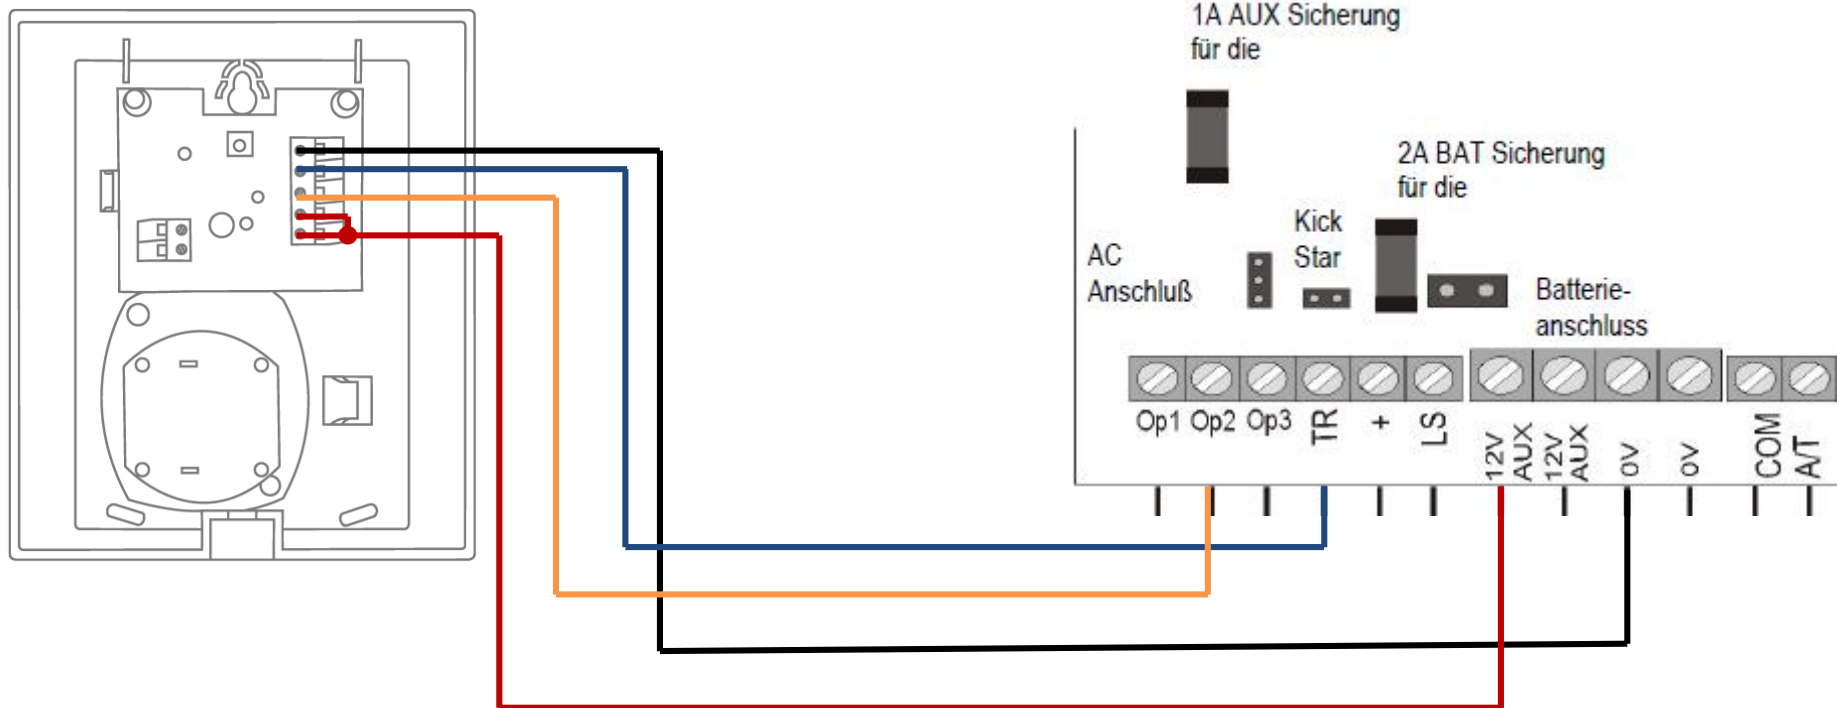 1A AUX Sicherung
für die
2A BAT Sicherung
für die
Kick
Star
AC
Anschluß
Batterie-
anschluss
Op1
Op2
Op3
TR
+
LS
12V
AUX
12V
AUX
0V
0V
COM
A/T